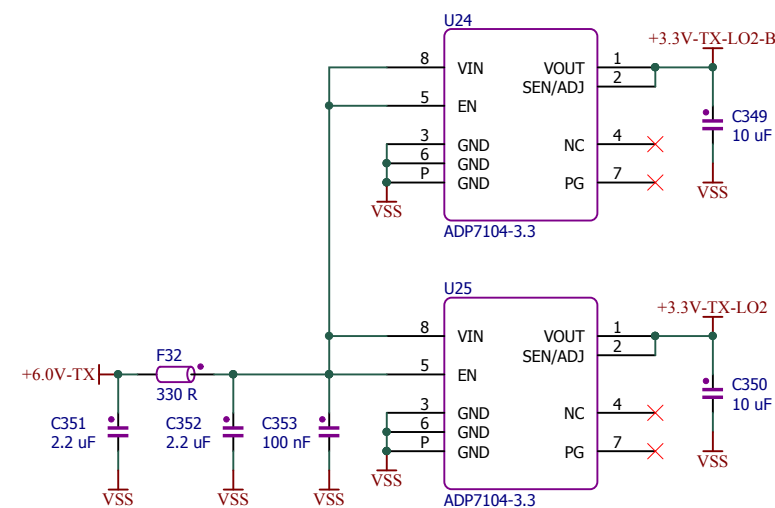 U24
+3.3V-TX-LO2-B
8 VIN VOUT 1
SEN/ADJ 2
5 EN
C349
10 uF
3 GND NC 4
6 GND
P GND PG 7
VSS
VSS
ADP7104-3.3
U25
+3.3V-TX-LO2
8 VIN VOUT 1
SEN/ADJ 2
+6.0V-TX
F32
330 R
5 EN
C350
10 uF
3 GND NC 4
6 GND
P GND PG 7
C351
2.2 uF
C352
2.2 uF
C353
100 nF
VSS
VSS
VSS
VSS
VSS
ADP7104-3.3